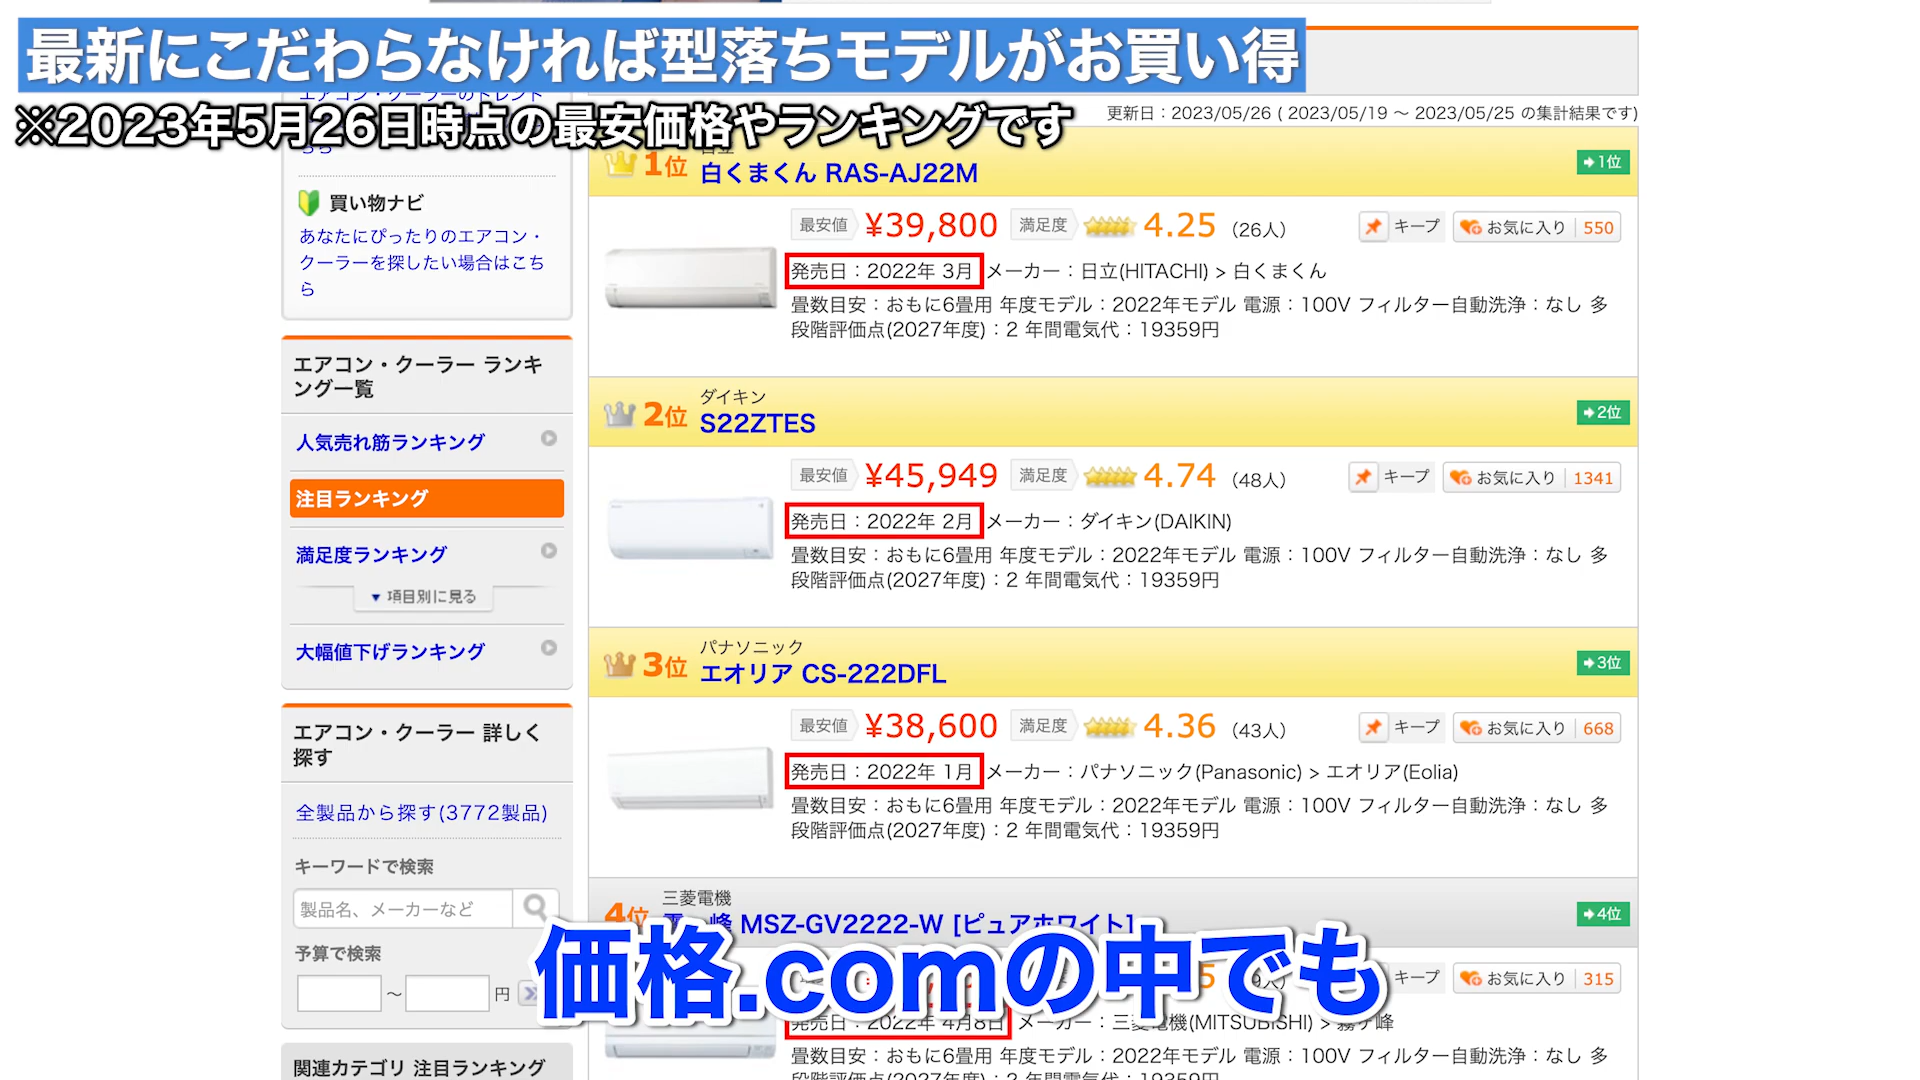 最新にこだわらなければ型落ちモデルがお買い得
※2023年5月26日時点の最安価格やランキングです
更新日：2023/05/26 ( 2023/05/19 ～ 2023/05/25 の集計結果です)
買い物ナビ
あなたにぴったりのエアコン・
クーラーを探したい場合はこち
ら
エアコン・クーラー ランキ
ング一覧
人気売れ筋ランキング
注目ランキング
満足度ランキング
▼ 項目別に見る
大幅値下げランキング
エアコン・クーラー 詳しく
探す
全製品から探す(3772製品)
キーワードで検索
製品名、メーカーなど
予算で検索
～ 円
関連カテゴリ 注目ランキング
1位 白くまくん RAS-AJ22M 1位
最安値 ¥39,800 満足度 4.25 (26人) キープ お気に入り 550
発売日：2022年 3月 メーカー：日立(HITACHI) > 白くまくん
畳数目安：おもに6畳用 年度モデル：2022年モデル 電源：100V フィルター自動洗浄：なし 多
段階評価点(2027年度)：2 年間電気代：19359円
ダイキン
2位 S22ZTES 2位
最安値 ¥45,949 満足度 4.74 (48人) キープ お気に入り 1341
発売日：2022年 2月 メーカー：ダイキン(DAIKIN)
畳数目安：おもに6畳用 年度モデル：2022年モデル 電源：100V フィルター自動洗浄：なし 多
段階評価点(2027年度)：2 年間電気代：19359円
パナソニック
3位 エオリア CS-222DFL 3位
最安値 ¥38,600 満足度 4.36 (43人) キープ お気に入り 668
発売日：2022年 1月 メーカー：パナソニック(Panasonic) > エオリア(Eolia)
畳数目安：おもに6畳用 年度モデル：2022年モデル 電源：100V フィルター自動洗浄：なし 多
段階評価点(2027年度)：2 年間電気代：19359円
三菱電機
4位 MSZ-GV2222-W [ピュアホワイト] 4位
キープ お気に入り 315
価格.comの中でも
発売日：2022年 4月8日 メーカー：三菱電機(MITSUBISHI) > 霧ヶ峰
畳数目安：おもに6畳用 年度モデル：2022年モデル 電源：100V フィルター自動洗浄：なし 多